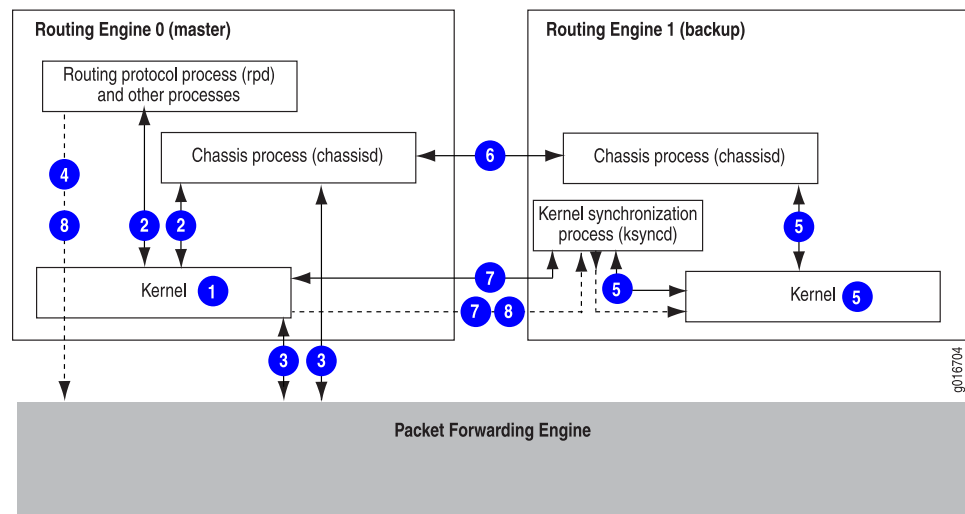 Routing Engine 0 (master)
Routing protocol process (rpd)
and other processes
Chassis process (chassisd)
4
8
2
2
Kernel 1
3
3
6
7
7
8
Routing Engine 1 (backup)
Chassis process (chassisd)
Kernel synchronization
process (ksyncd)
5
5
Kernel 5
g016704
Packet Forwarding Engine